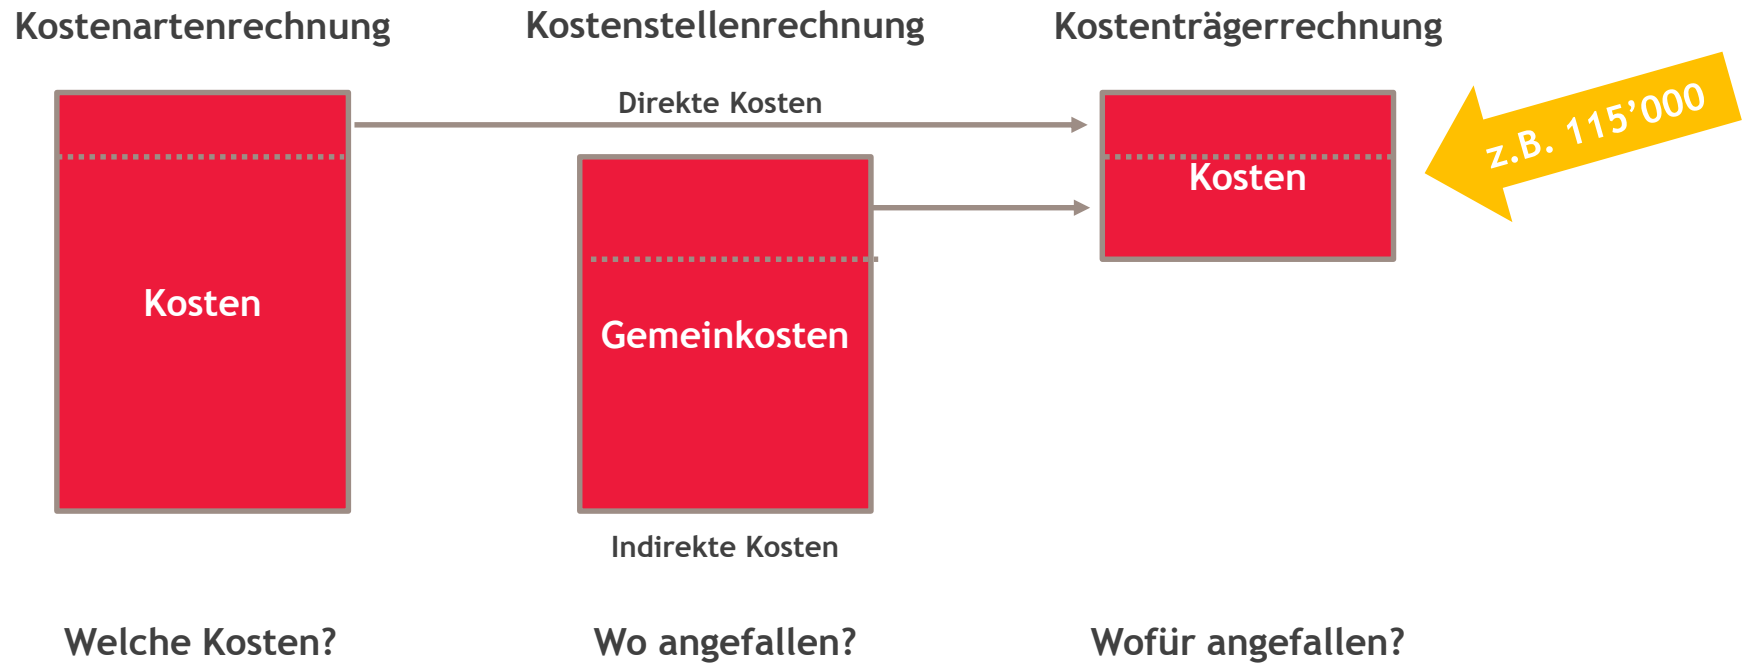 Kostenartenrechnung
Kostenstellenrechnung
Kostenträgerrechnung
Direkte Kosten
z.B. 115’000
Kosten
Kosten
Gemeinkosten
Indirekte Kosten
Welche Kosten?
Wo angefallen?
Wofür angefallen?